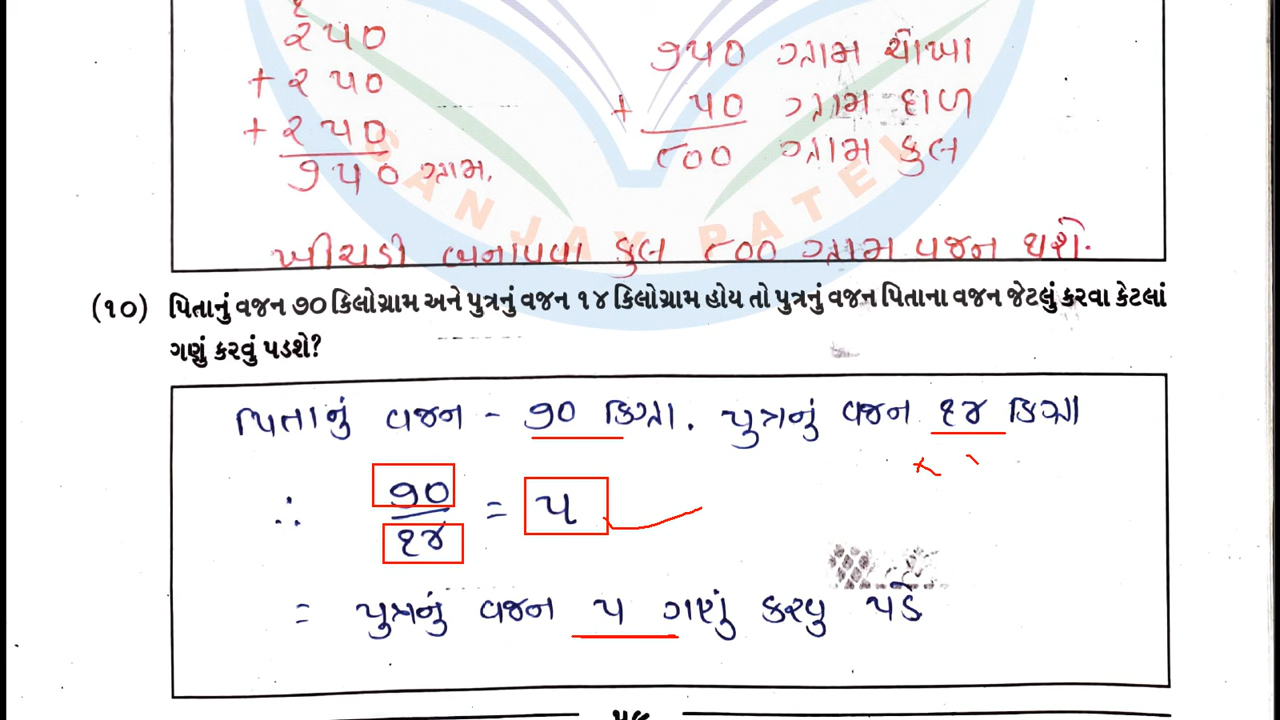 ૨૫૦
+ ૨૫૦
+ ૨૫૦
૭૫૦ ગ્રામ.
૭૫૦ ગ્રામ ચોખા
+ ૫૦ ગ્રામ દાળ
૮૦૦ ગ્રામ કુલ
SANJAY PATEL
ખીચડી બનાવવા કુલ ૮૦૦ ગ્રામ વજન થશે.
(૧૦) પિતાનું વજન ૭૦ કિલોગ્રામ અને પુત્રનું વજન ૧૪ કિલોગ્રામ હોય તો પુત્રનું વજન પિતાના વજન જેટલું કરવા કેટલાં
ગણું કરવું પડશે?
પિતાનું વજન - ૭૦ કિગ્રા. પુત્રનું વજન ૧૪ કિગ્રા
∴ ૭૦/૧૪ = ૫
= પુત્રનું વજન ૫ ગણું કરવુ પડે